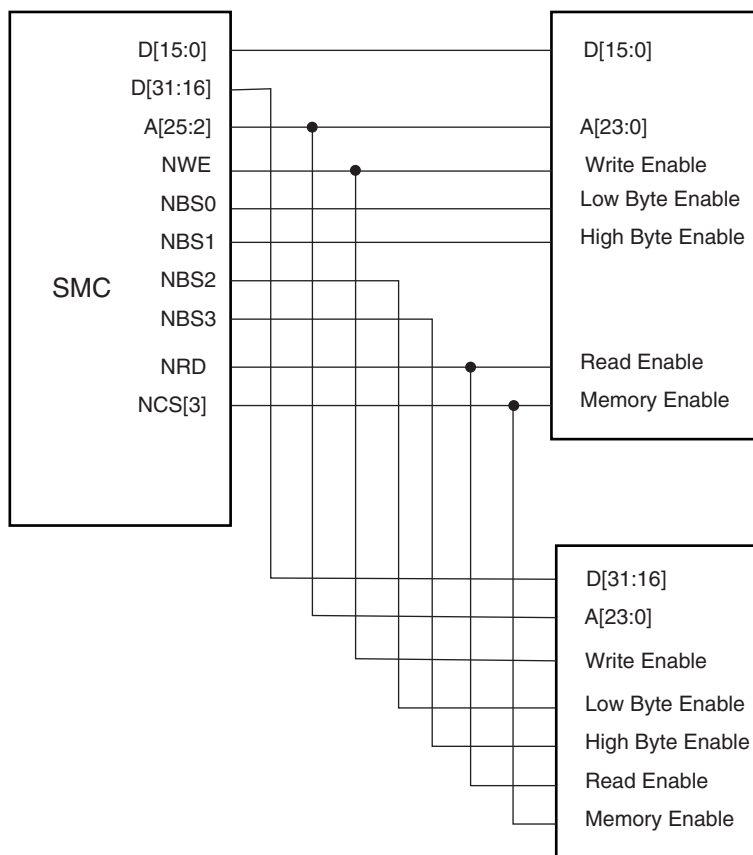 D[15:0]
D[31:16]
A[25:2]
NWE
NBS0
NBS1
NBS2
NBS3
NRD
NCS[3]
SMC
D[15:0]
A[23:0]
Write Enable
Low Byte Enable
High Byte Enable
Read Enable
Memory Enable
D[31:16]
A[23:0]
Write Enable
Low Byte Enable
High Byte Enable
Read Enable
Memory Enable